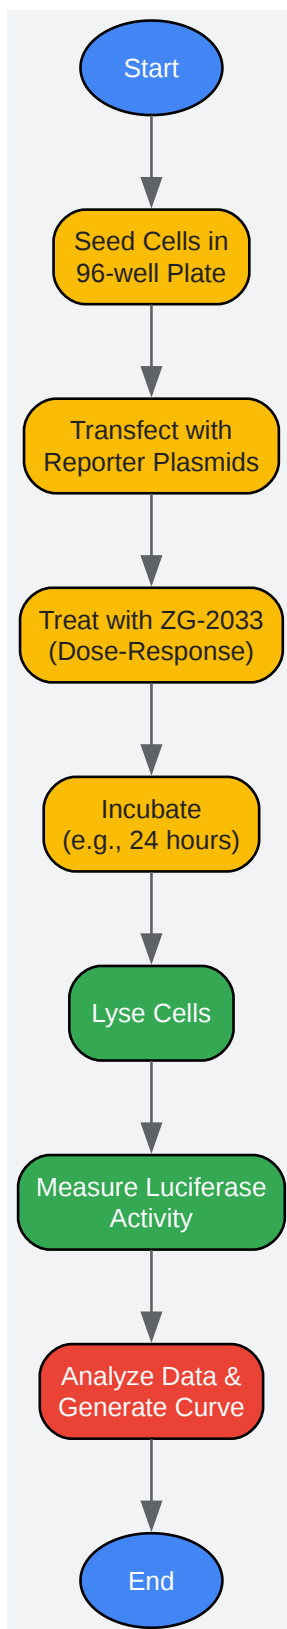 Start
Seed Cells in
96-well Plate
Transfect with
Reporter Plasmids
Treat with ZG-2033
(Dose-Response)
Incubate
(e.g., 24 hours)
Lyse Cells
Measure Luciferase
Activity
Analyze Data &
Generate Curve
End